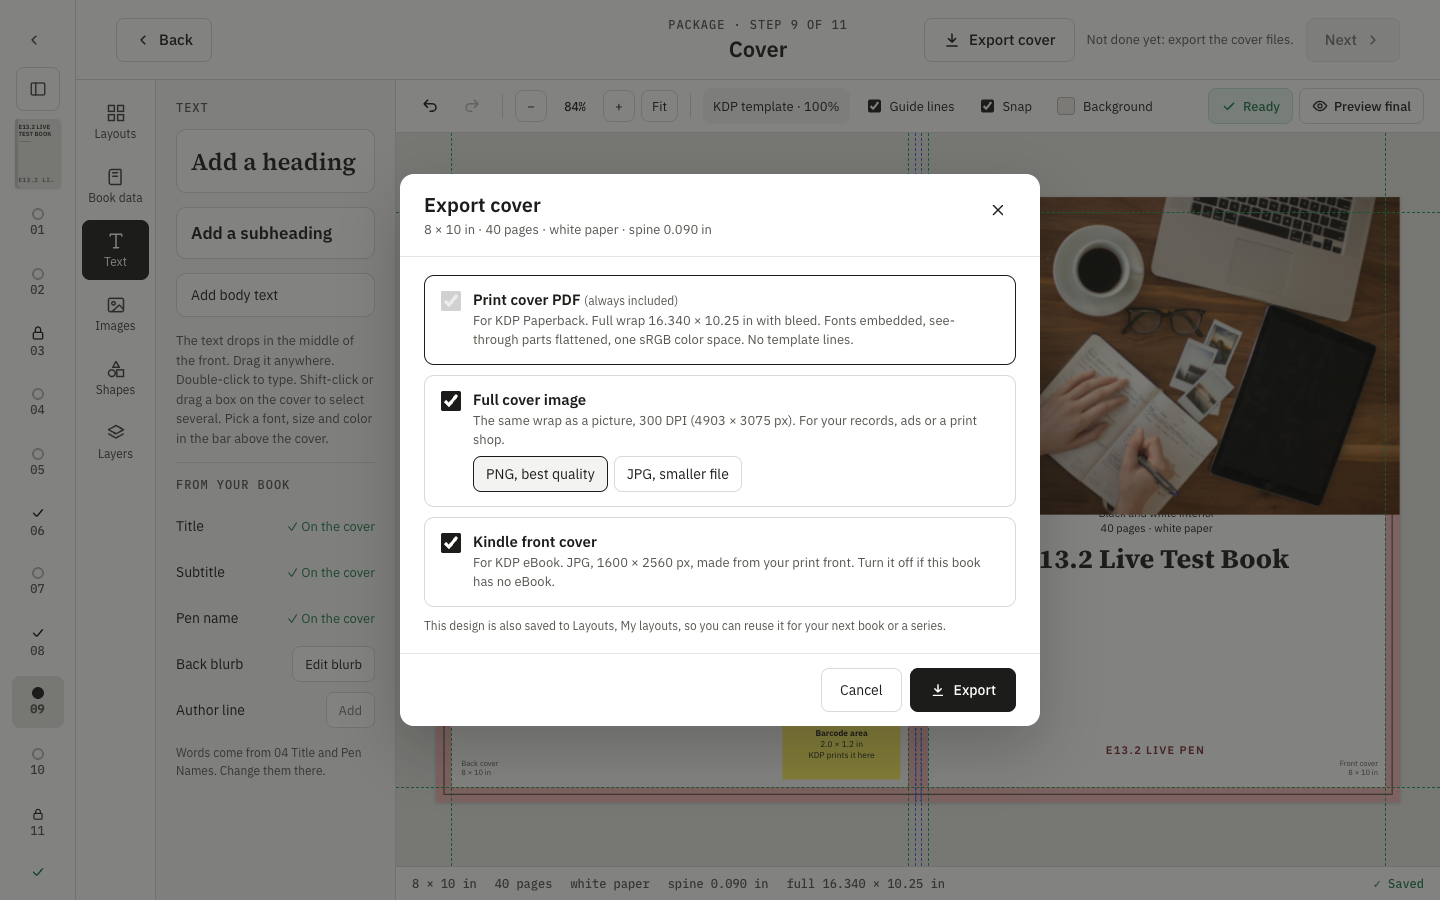 PACKAGE · STEP 9 OF 11
Back
Cover
Export cover
Not done yet: export the cover files.
Next
E13.2 LIVE
TEST BOOK
E13.2 LI…
01
02
03
04
05
06
07
08
09
10
11
Layouts
Book data
Text
Images
Shapes
Layers
TEXT
Add a heading
Add a subheading
Add body text
The text drops in the middle of
the front. Drag it anywhere.
Double-click to type. Shift-click or
drag a box on the cover to select
several. Pick a font, size and color
in the bar above the cover.
FROM YOUR BOOK
Title ✓ On the cover
Subtitle ✓ On the cover
Pen name ✓ On the cover
Back blurb Edit blurb
Author line Add
Words come from 04 Title and Pen
Names. Change them there.
− 84% + Fit KDP template · 100% Guide lines Snap Background Ready Preview final
Export cover
8 × 10 in · 40 pages · white paper · spine 0.090 in
Print cover PDF (always included)
For KDP Paperback. Full wrap 16.340 × 10.25 in with bleed. Fonts embedded, see-
through parts flattened, one sRGB color space. No template lines.
Full cover image
The same wrap as a picture, 300 DPI (4903 × 3075 px). For your records, ads or a print
shop.
PNG, best quality JPG, smaller file
Kindle front cover
For KDP eBook. JPG, 1600 × 2560 px, made from your print front. Turn it off if this book
has no eBook.
This design is also saved to Layouts, My layouts, so you can reuse it for your next book or a series.
Cancel Export
Black and white interior
40 pages · white paper
13.2 Live Test Book
E13.2 LIVE PEN
Barcode area
2.0 × 1.2 in
KDP prints it here
Back cover
8 × 10 in
Front cover
8 × 10 in
8 × 10 in 40 pages white paper spine 0.090 in full 16.340 × 10.25 in
✓ Saved